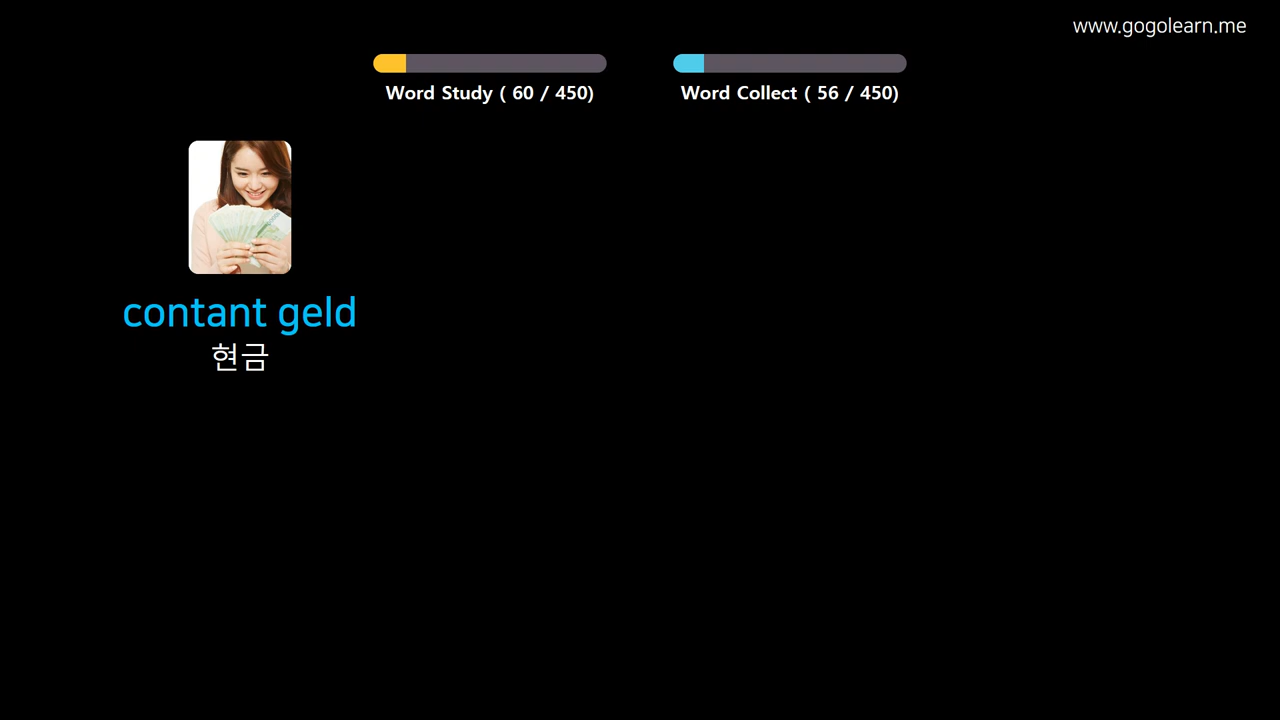 www.gogolearn.me
Word Study ( 60 / 450)
Word Collect ( 56 / 450)
contant geld
현금